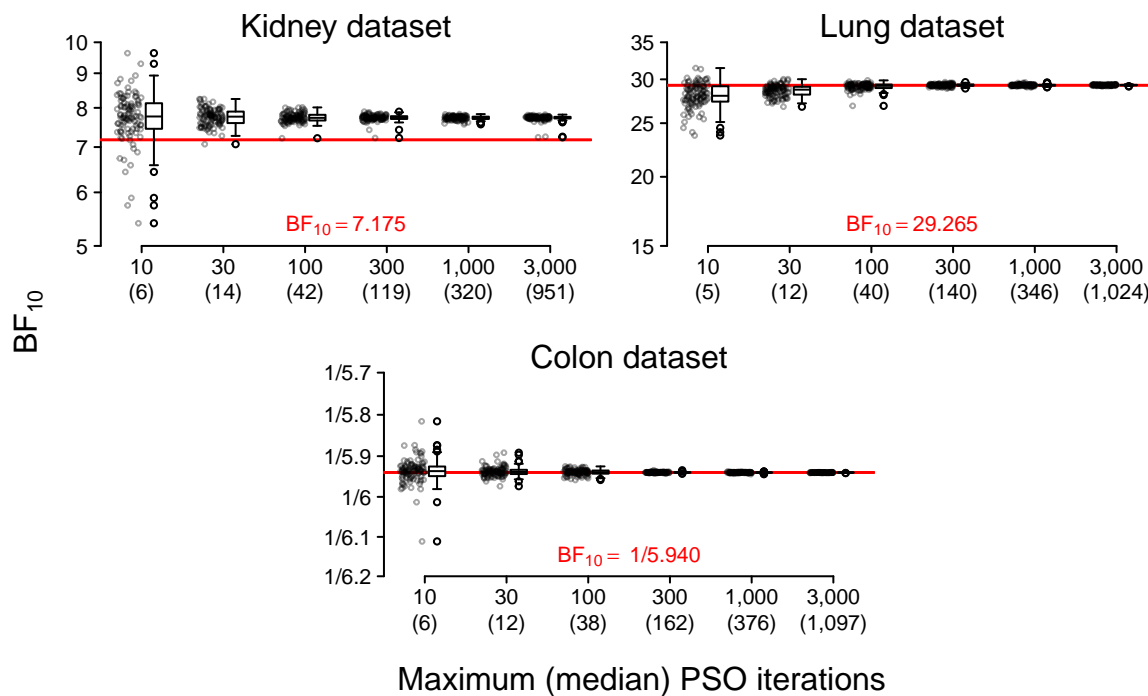 Kidney dataset
10
9
8
7
6
5
BF10 = 7.175
10 30 100 300 1,000 3,000
(6) (14) (42) (119) (320) (951)
Lung dataset
35
30
25
20
15
BF10 = 29.265
10 30 100 300 1,000 3,000
(5) (12) (40) (140) (346) (1,024)
BF10
Colon dataset
1/5.7
1/5.8
1/5.9
1/6
1/6.1
1/6.2
BF10 = 1/5.940
10 30 100 300 1,000 3,000
(6) (12) (38) (162) (376) (1,097)
Maximum (median) PSO iterations